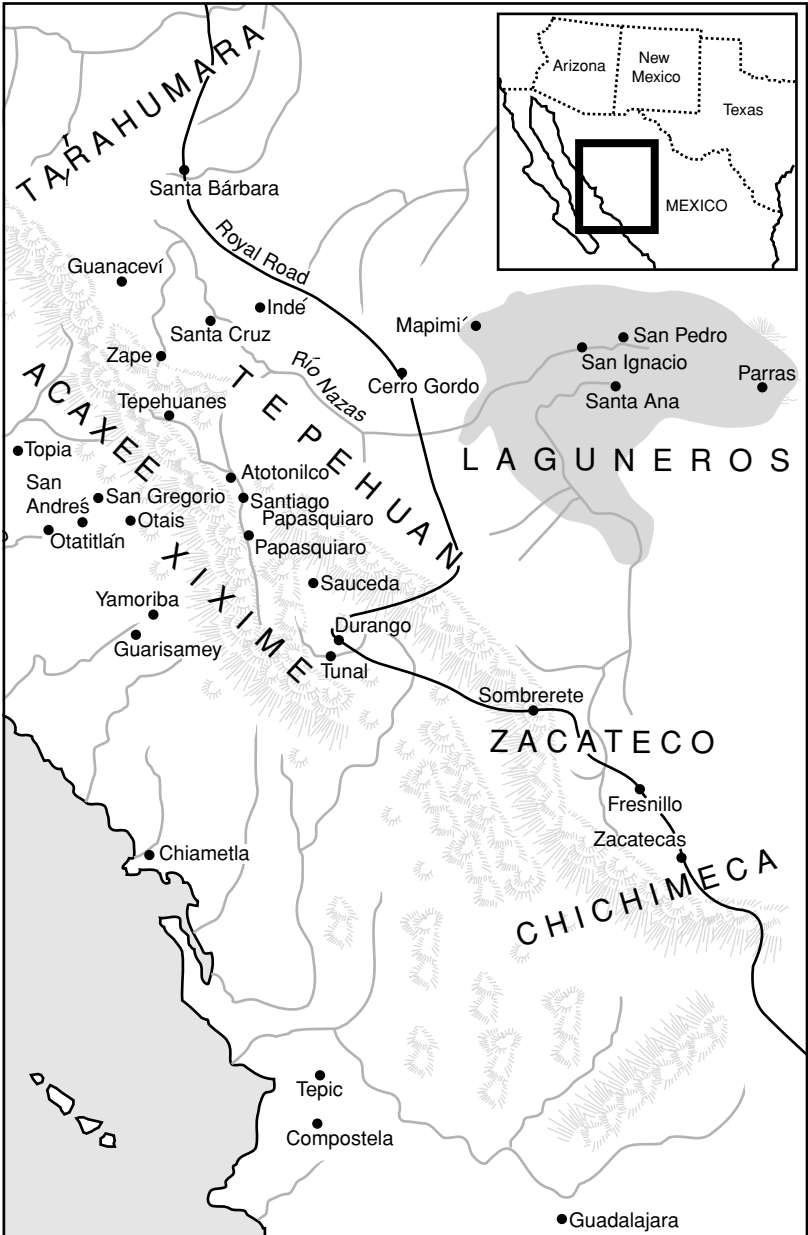 TARAHUMARA
Arizona
New
Mexico
Texas
MEXICO
Santa Bárbara
Royal Road
Guanaceví
Indé
Santa Cruz
Mapimí
San Pedro
San Ignacio
Zape
Río Nazas
Cerro Gordo
Parras
Santa Ana
ACAXEE
TEPEHUAN
Tepehuanes
LAGUNEROS
Topia
Atotonilco
San
Andrés
San Gregorio
Santiago
Papasquiaro
Otais
Otatitlán
Papasquiaro
XIXIME
Sauceda
Yamoriba
Durango
Guarisamey
Tunal
Sombrerete
ZACATECO
Fresnillo
Zacatecas
Chiametla
CHICHIMECA
Tepic
Compostela
Guadalajara